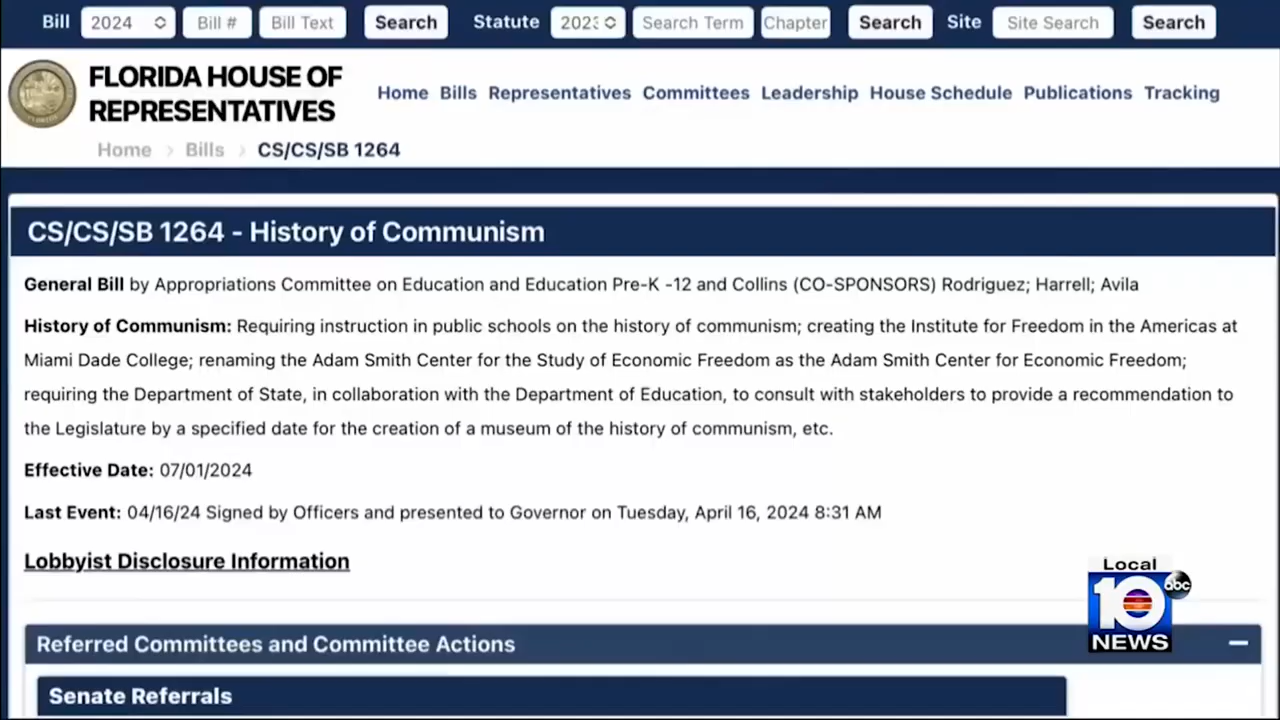 Bill 2024 Bill # Bill Text Search Statute 2023 Search Term Chapter Search Site Site Search Search
FLORIDA HOUSE OF
REPRESENTATIVES
Home Bills Representatives Committees Leadership House Schedule Publications Tracking
Home > Bills > CS/CS/SB 1264
CS/CS/SB 1264 - History of Communism
General Bill by Appropriations Committee on Education and Education Pre-K -12 and Collins (CO-SPONSORS) Rodriguez; Harrell; Avila
History of Communism: Requiring instruction in public schools on the history of communism; creating the Institute for Freedom in the Americas at
Miami Dade College; renaming the Adam Smith Center for the Study of Economic Freedom as the Adam Smith Center for Economic Freedom;
requiring the Department of State, in collaboration with the Department of Education, to consult with stakeholders to provide a recommendation to
the Legislature by a specified date for the creation of a museum of the history of communism, etc.
Effective Date: 07/01/2024
Last Event: 04/16/24 Signed by Officers and presented to Governor on Tuesday, April 16, 2024 8:31 AM
Lobbyist Disclosure Information
Local
10 abc
NEWS
Referred Committees and Committee Actions
Senate Referrals